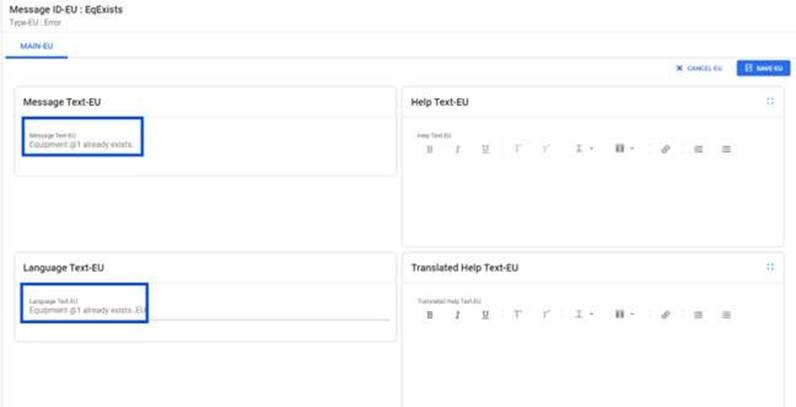 Message ID-EU : EqExists
Type-EU : Error
MAIN-EU
CANCEL-EU
SAVE-EU
Message Text-EU
Help Text-EU
Message Text-EU
Equipment @1 already exists.
Help Text-EU
B I U
Language Text-EU
Translated Help Text-EU
Language Text-EU
Equipment @1 already exists..EU
Translated Help Text-EU
B I U